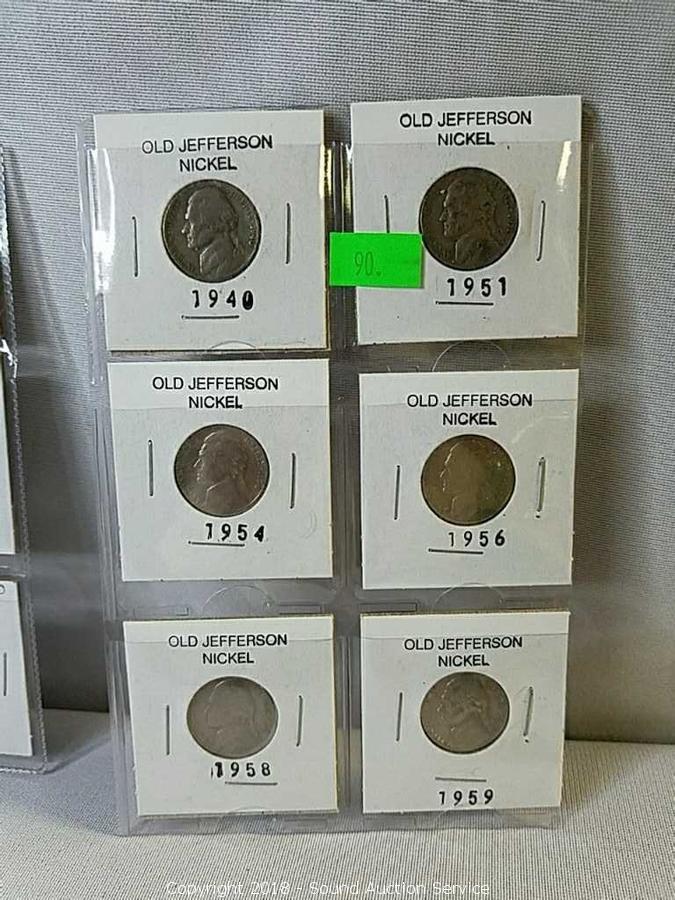 OLD JEFFERSON
NICKEL
1940
OLD JEFFERSON
NICKEL
1951
90.
OLD JEFFERSON
NICKEL
1954
OLD JEFFERSON
NICKEL
1956
OLD JEFFERSON
NICKEL
1958
OLD JEFFERSON
NICKEL
1959
Copyright 2018 - Sound Auction Service